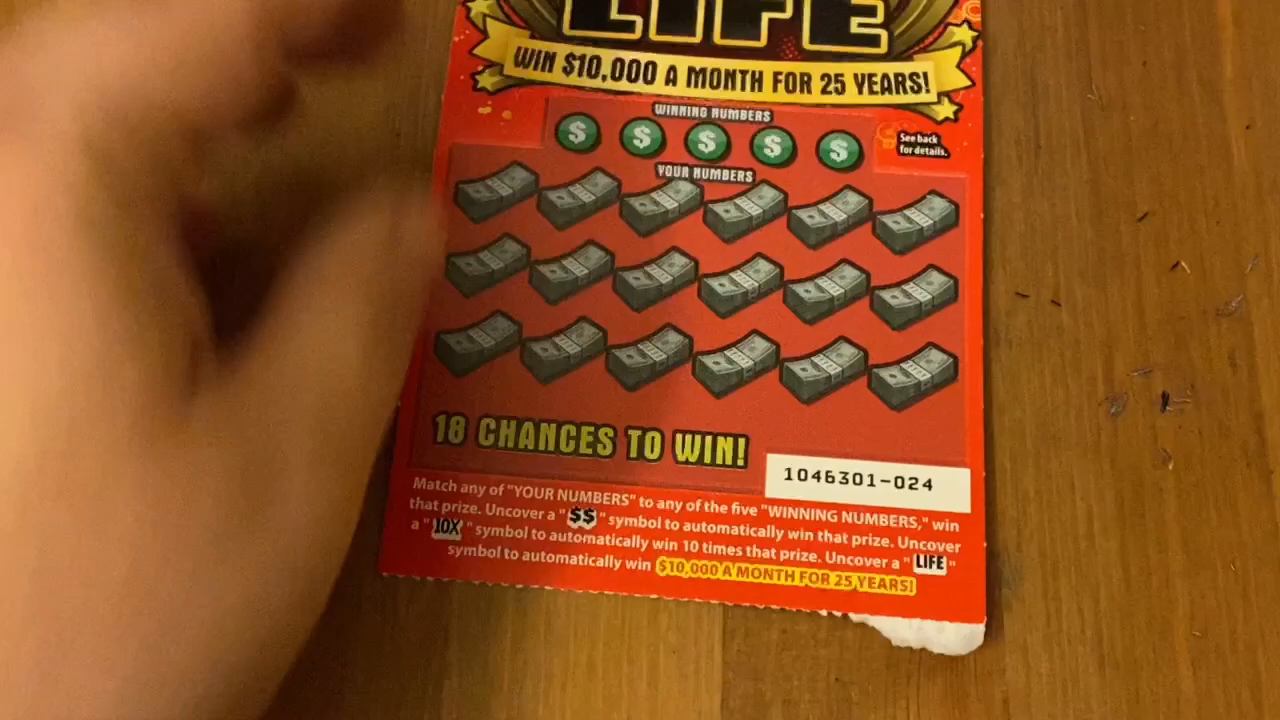 LIFE
WIN $10,000 A MONTH FOR 25 YEARS!
WINNING NUMBERS
$ $ $ $ $
See back
for details.
YOUR NUMBERS
18 CHANCES TO WIN!
1046301-024
Match any of "YOUR NUMBERS" to any of the five "WINNING NUMBERS," win
that prize. Uncover a "$$" symbol to automatically win that prize. Uncover
a "10X" symbol to automatically win 10 times that prize. Uncover a "LIFE"
symbol to automatically win $10,000 A MONTH FOR 25 YEARS!